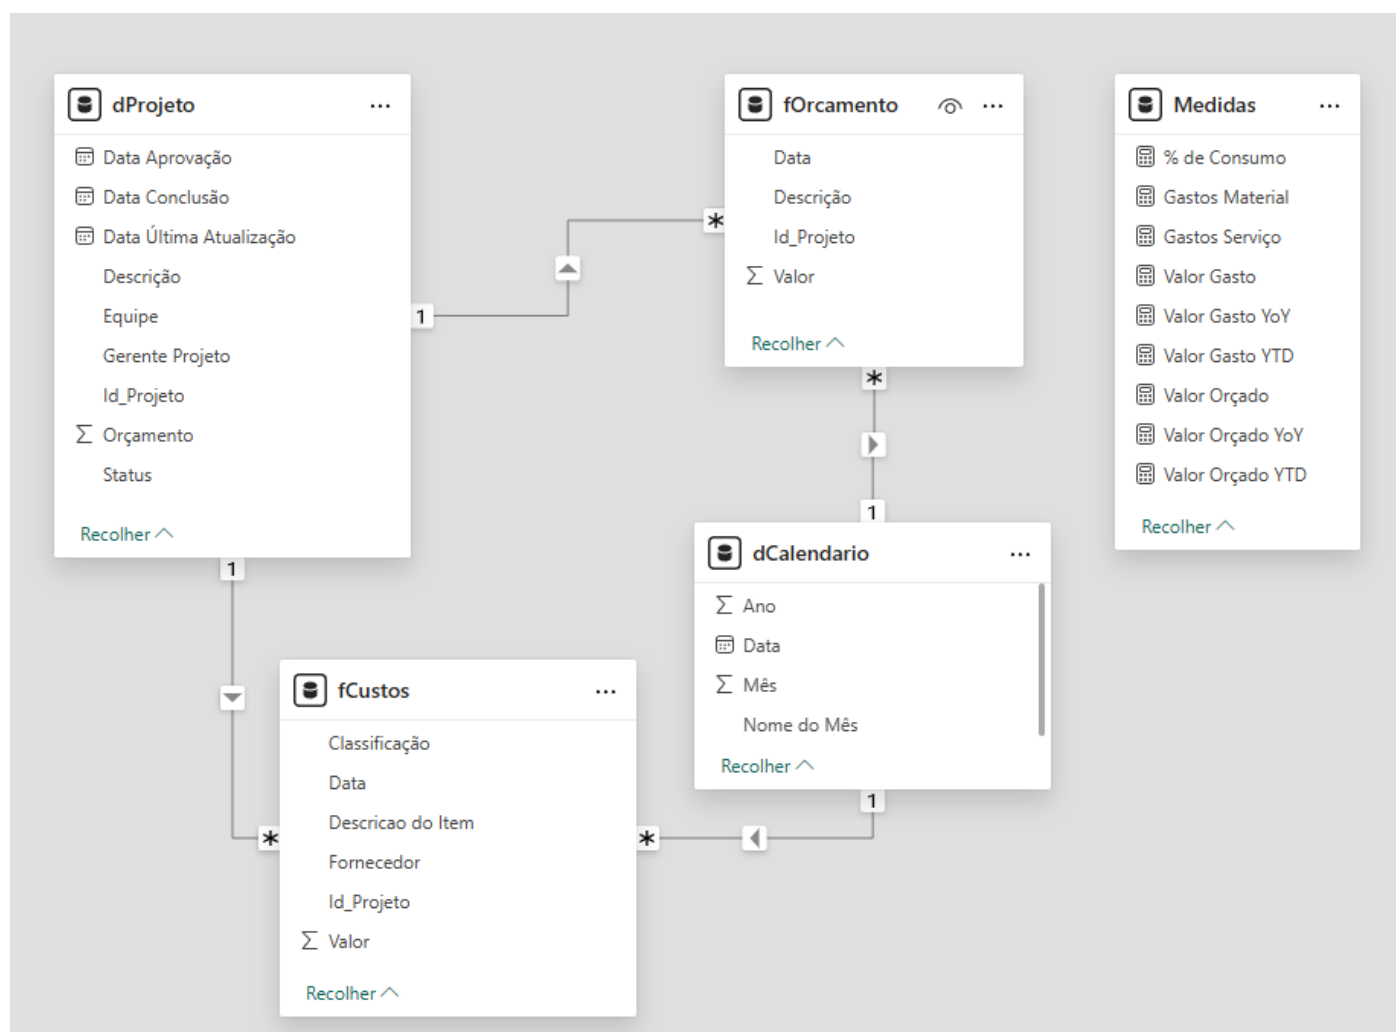 dProjeto
Data Aprovação
Data Conclusão
Data Última Atualização
Descrição
Equipe
Gerente Projeto
Id_Projeto
Orçamento
Status
Recolher
1
1
*
fOrcamento
Data
Descrição
Id_Projeto
Valor
Recolher
*
*
1
Medidas
% de Consumo
Gastos Material
Gastos Serviço
Valor Gasto
Valor Gasto YoY
Valor Gasto YTD
Valor Orçado
Valor Orçado YoY
Valor Orçado YTD
Recolher
dCalendario
Ano
Data
Mês
Nome do Mês
Recolher
1
*
fCustos
Classificação
Data
Descricao do Item
Fornecedor
Id_Projeto
Valor
Recolher